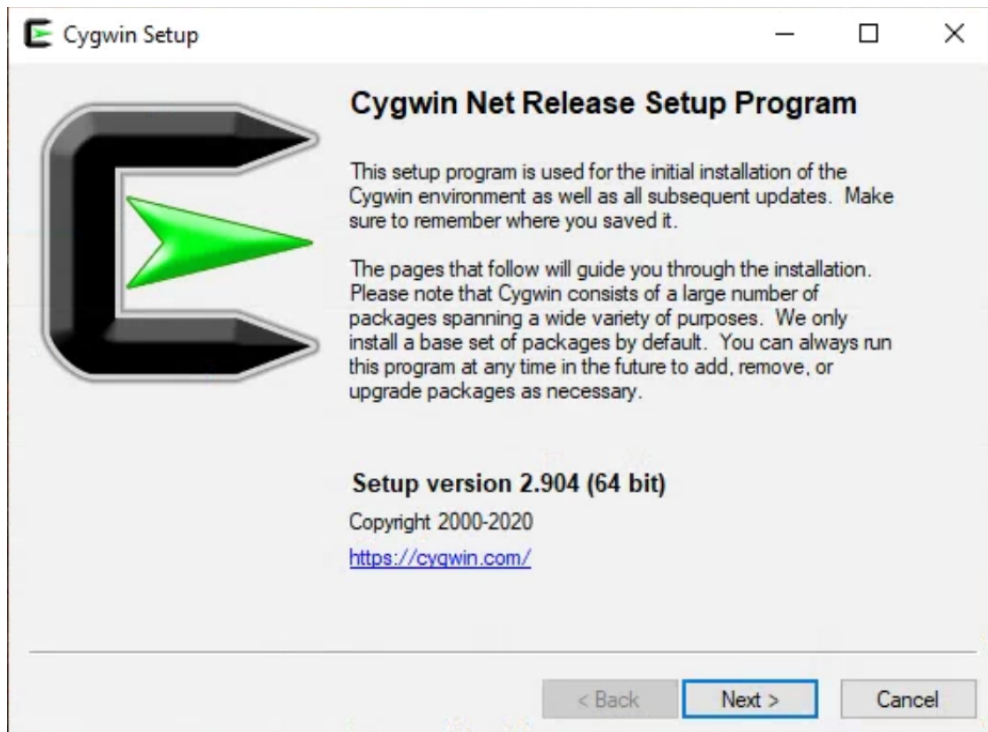 Cygwin Setup
Cygwin Net Release Setup Program
This setup program is used for the initial installation of the
Cygwin environment as well as all subsequent updates.  Make
sure to remember where you saved it.
The pages that follow will guide you through the installation.
Please note that Cygwin consists of a large number of
packages spanning a wide variety of purposes.  We only
install a base set of packages by default.  You can always run
this program at any time in the future to add, remove, or
upgrade packages as necessary.
Setup version 2.904 (64 bit)
Copyright 2000-2020
https://cygwin.com/
< Back
Next >
Cancel